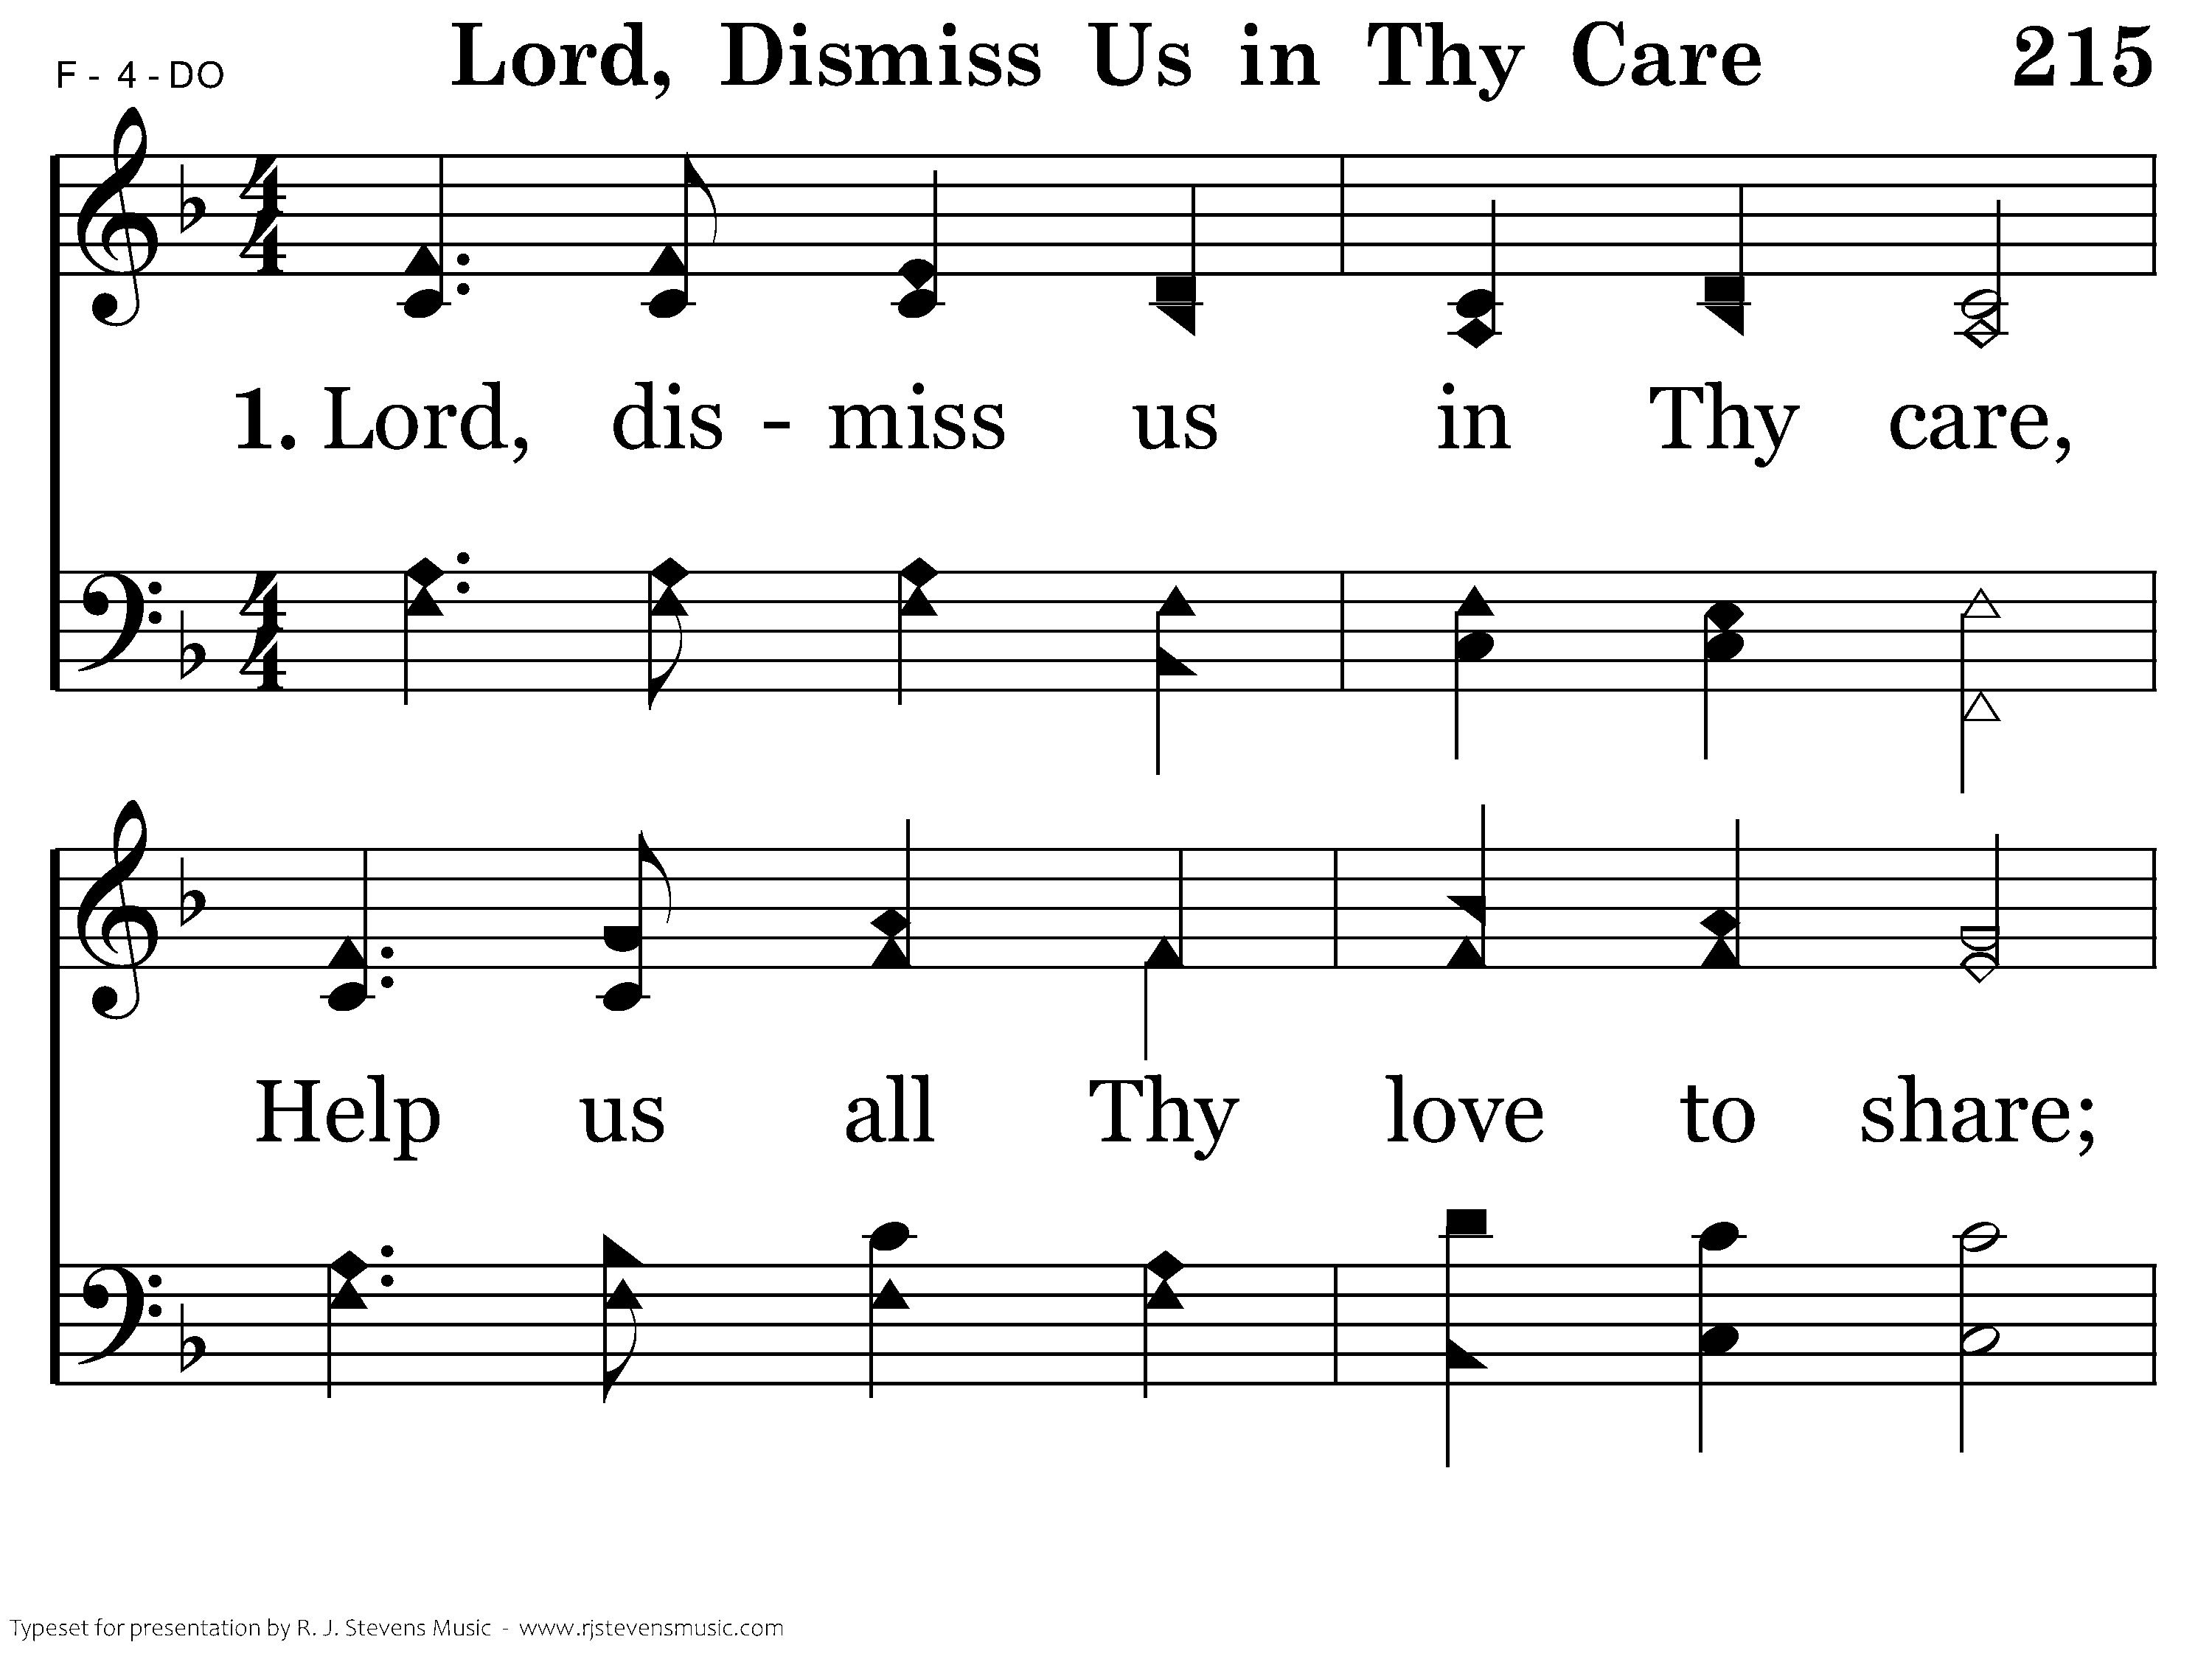 F - 4 - DO Lord, Dismiss Us in Thy Care 215
1. Lord, dis - miss us in Thy care,
Help us all Thy love to share;
Typeset for presentation by R. J. Stevens Music - www.rjstevensmusic.com